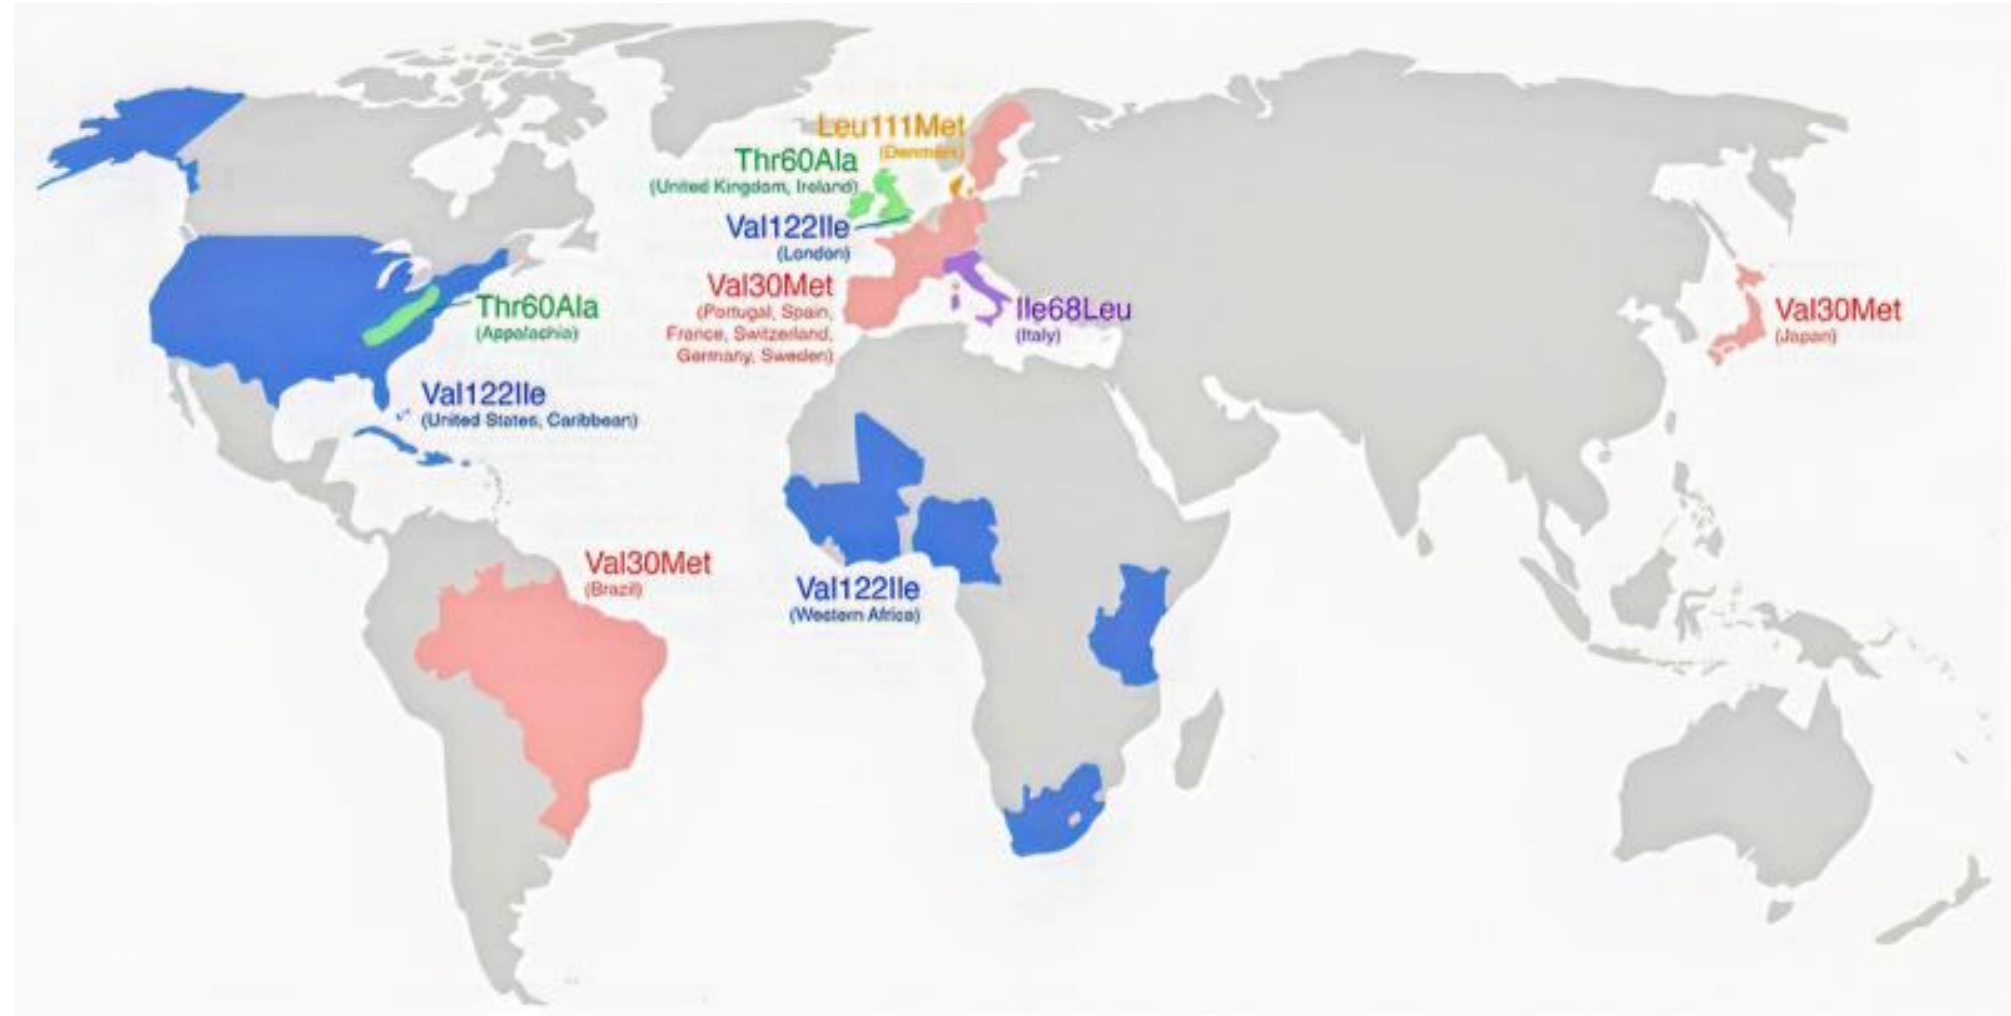 Leu111Met
(Denmark)
Thr60Ala
(United Kingdom, Ireland)
Val122Ile
(London)
Val30Met
(Portugal, Spain,
France, Switzerland,
Germany, Sweden)
Ile68Leu
(Italy)
Val30Met
(Japan)
Thr60Ala
(Appalachia)
Val122Ile
(United States, Caribbean)
Val30Met
(Brazil)
Val122Ile
(Western Africa)